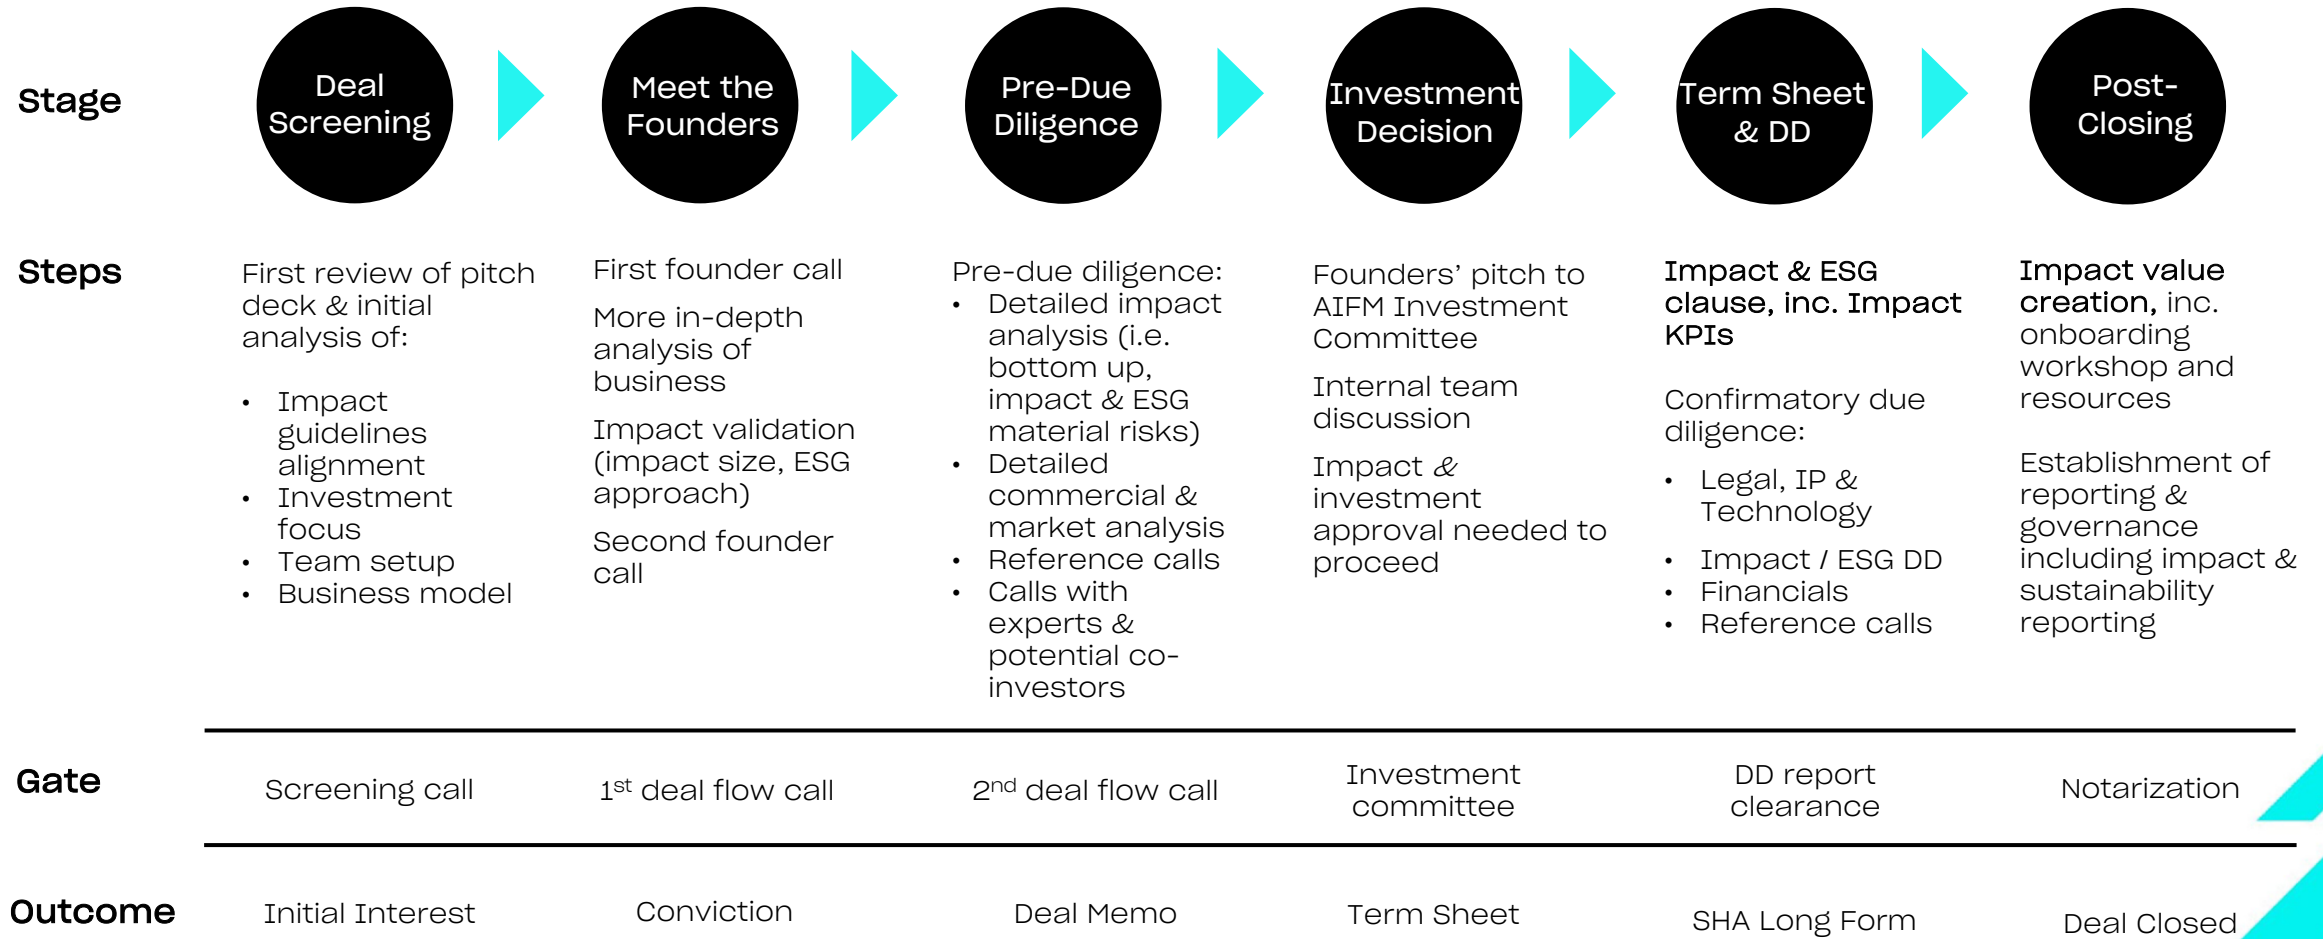 Stage
Deal
Screening
Meet the
Founders
Pre-Due
Diligence
Investment
Decision
Term Sheet
& DD
Post-
Closing
Steps
First review of pitch
deck & initial
analysis of:
• Impact
guidelines
alignment
• Investment
focus
• Team setup
• Business model
First founder call
More in-depth
analysis of
business
Impact validation
(impact size, ESG
approach)
Second founder
call
Pre-due diligence:
• Detailed impact
analysis (i.e.
bottom up,
impact & ESG
material risks)
• Detailed
commercial &
market analysis
• Reference calls
• Calls with
experts &
potential co-
investors
Founders’ pitch to
AIFM Investment
Committee
Internal team
discussion
Impact &
investment
approval needed to
proceed
Impact & ESG
clause, inc. Impact
KPIs
Confirmatory due
diligence:
• Legal, IP &
Technology
• Impact / ESG DD
• Financials
• Reference calls
Impact value
creation, inc.
onboarding
workshop and
resources
Establishment of
reporting &
governance
including impact &
sustainability
reporting
Gate
Screening call
1st deal flow call
2nd deal flow call
Investment
committee
DD report
clearance
Notarization
Outcome
Initial Interest
Conviction
Deal Memo
Term Sheet
SHA Long Form
Deal Closed